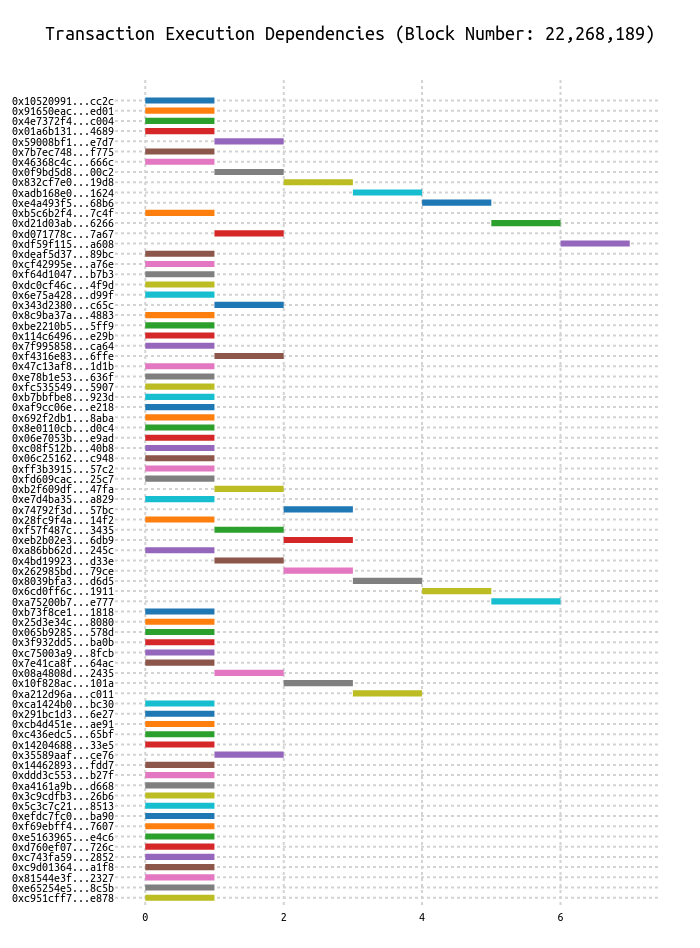 Transaction Execution Dependencies (Block Number: 22,268,189)
0x10520991...cc2c
0x91650eac...ed01
0x4e7372f4...c004
0x01a6b131...4689
0x59008bf1...e7d7
0x7b7ec748...f775
0x46368c4c...666c
0x0f9bd5d8...00c2
0x832cf7e0...19d8
0xadb168e0...1624
0xe4a493f5...68b6
0xb5c6b2f4...7c4f
0xd21d03ab...6266
0xd071778c...7a67
0xdf59f115...a608
0xdeaf5d37...89bc
0xcf42995e...a76e
0xf64d1047...b7b3
0xdc0cf46c...4f9d
0x6e75a428...d99f
0x343d2380...c65c
0x8c9ba37a...4883
0xbe2210b5...5ff9
0x114c6496...e29b
0x7f995858...ca64
0xf4316e83...6ffe
0x47c13af8...1d1b
0xe78b1e53...636f
0xfc535549...5907
0xb7bbfbe8...923d
0xaf9cc06e...e218
0x692f2db1...8aba
0x8e0110cb...d0c4
0x06e7053b...e9ad
0xc08f512b...40b8
0x06c25162...c948
0xff3b3915...57c2
0xfd609cac...25c7
0xb2f609df...47fa
0xe7d4ba35...a829
0x74792f3d...57bc
0x28fc9f4a...14f2
0xf57f487c...3435
0xeb2b02e3...6db9
0xa86bb62d...245c
0x4bd19923...d33e
0x262985bd...79ce
0x8039bfa3...d6d5
0x6cd0ff6c...1911
0xa75200b7...e777
0xb73f8ce1...1818
0x25d3e34c...8080
0x065b9285...578d
0x3f932dd5...ba0b
0xc75003a9...8fcb
0x7e41ca8f...64ac
0x08a4808d...2435
0x10f828ac...101a
0xa212d96a...c011
0xca1424b0...bc30
0x291bc1d3...6e27
0xcb4d451e...ae91
0xc436edc5...65bf
0x14204688...33e5
0x35589aaf...ce76
0x14462893...fdd7
0xddd3c553...b27f
0xa4161a9b...d668
0x3c9cdfb3...26b6
0x5c3c7c21...8513
0xefdc7fc0...ba90
0xf69ebff4...7607
0xe5163965...e4c6
0xd760ef07...726c
0xc743fa59...2852
0xc9d01364...a1f8
0x81544e3f...2327
0xe65254e5...8c5b
0xc951cff7...e878
0 2 4 6